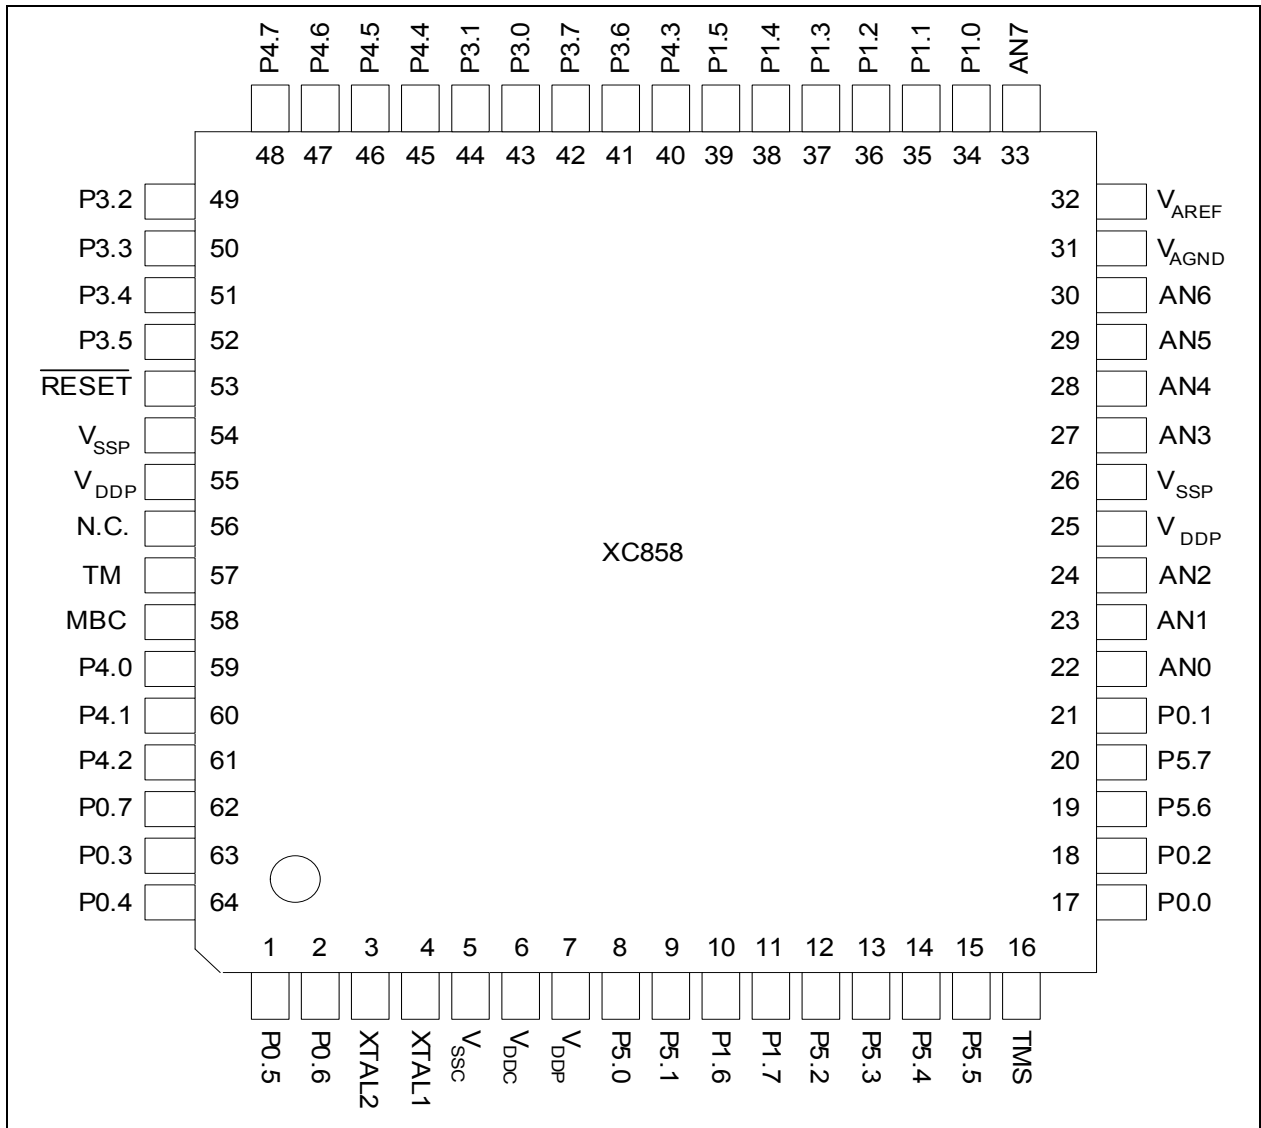 P4.7 P4.6 P4.5 P4.4 P3.1 P3.0 P3.7 P3.6 P4.3 P1.5 P1.4 P1.3 P1.2 P1.1 P1.0 AN7
48 47 46 45 44 43 42 41 40 39 38 37 36 35 34 33
P3.2 49 32 VAREF
P3.3 50 31 VAGND
P3.4 51 30 AN6
P3.5 52 29 AN5
RESET 53 28 AN4
VSSP 54 27 AN3
VDDP 55 26 VSSP
N.C. 56 25 VDDP
XC858
TM 57 24 AN2
MBC 58 23 AN1
P4.0 59 22 AN0
P4.1 60 21 P0.1
P4.2 61 20 P5.7
P0.7 62 19 P5.6
P0.3 63 18 P0.2
P0.4 64 17 P0.0
1 2 3 4 5 6 7 8 9 10 11 12 13 14 15 16
P0.5 P0.6 XTAL2 XTAL1 VSSC VDDC VDDP P5.0 P5.1 P1.6 P1.7 P5.2 P5.3 P5.4 P5.5 TMS